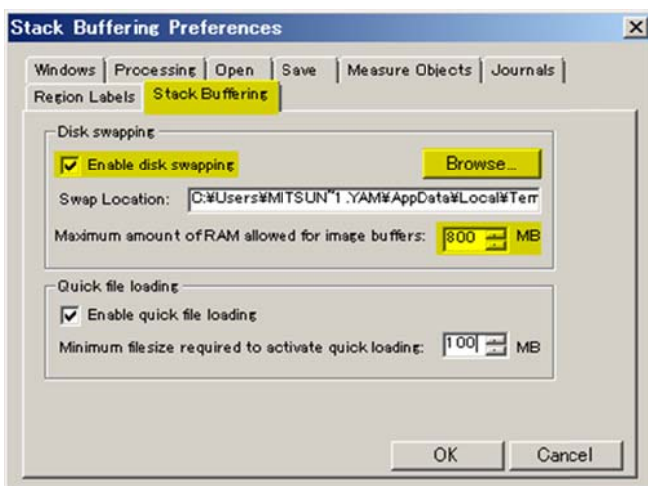 Stack Buffering Preferences
Windows Processing Open Save Measure Objects Journals
Region Labels Stack Buffering
Disk swapping
Enable disk swapping Browse...
Swap Location: C:¥Users¥MITSUN~1.YAM¥AppData¥Local¥Tem
Maximum amount of RAM allowed for image buffers: 800 MB
Quick file loading
Enable quick file loading
Minimum filesize required to activate quick loading: 100 MB
OK Cancel